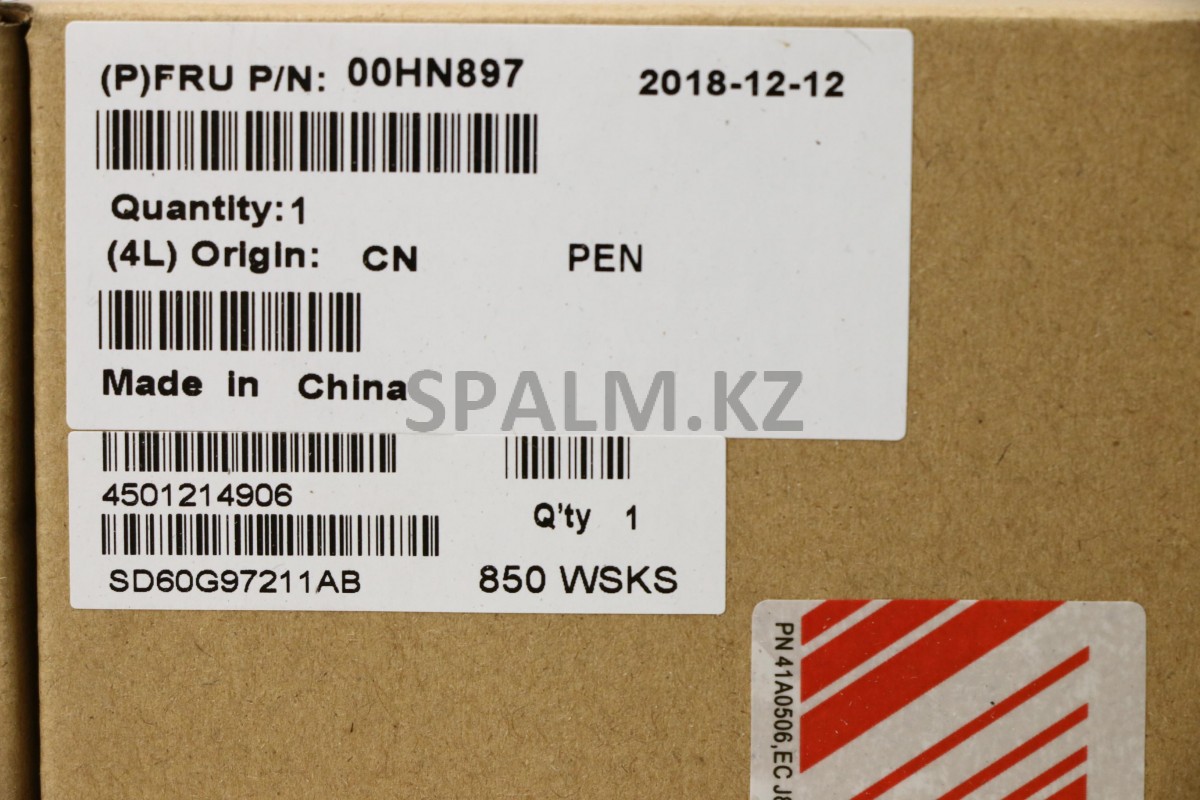 (P)FRU P/N: 00HN897 2018-12-12
Quantity: 1
(4L) Origin: CN PEN
Made in China
SPALM.KZ
4501214906
Q'ty 1
SD60G97211AB 850 WSKS
PN 41A0506,EC